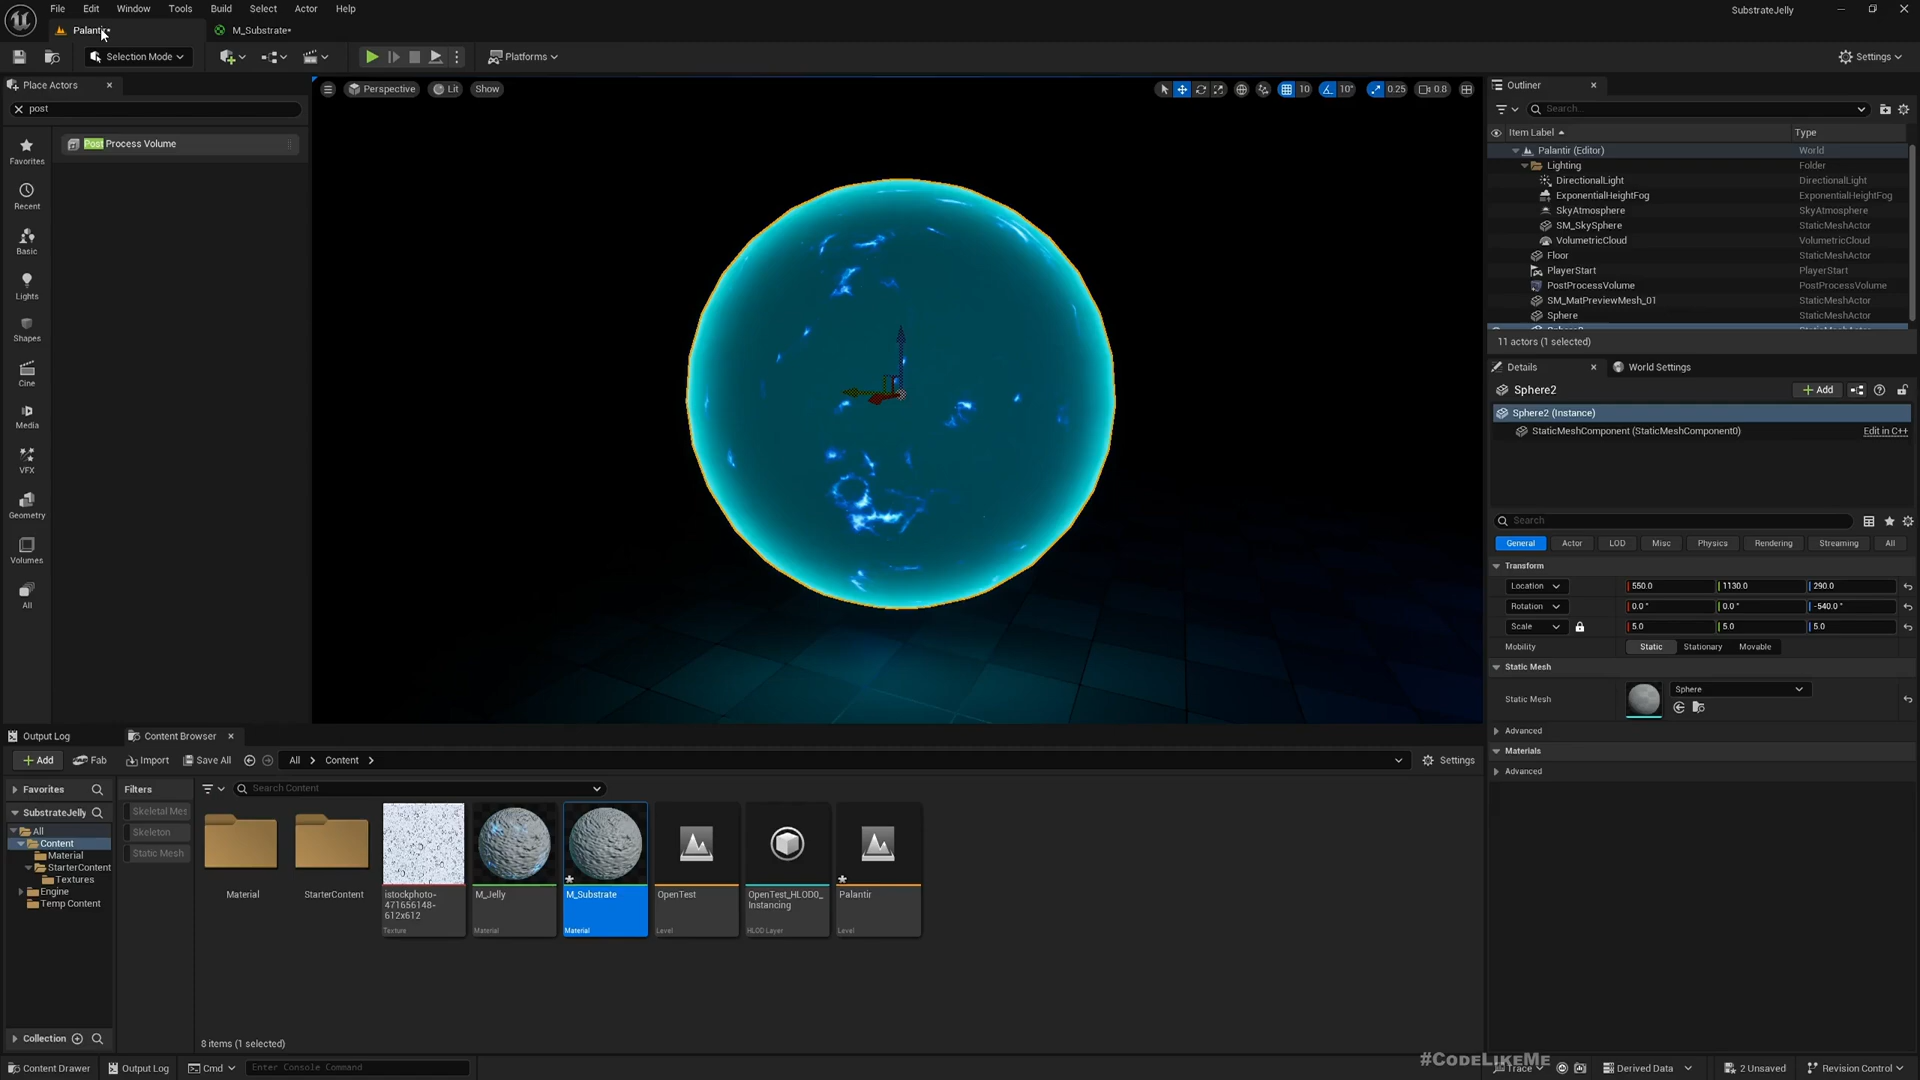 File Edit Window Tools Build Select Actor Help
SubstrateJelly
Palantir•
M_Substrate•
Selection Mode
Platforms
Settings
Place Actors
post
Post Process Volume
Favorites
Recent
Basic
Lights
Shapes
Cine
Media
VFX
Geometry
Volumes
All
Perspective Lit Show
10 10° 0.25 0.8
Outliner
Search...
Item Label Type
Palantir (Editor) World
Lighting Folder
DirectionalLight DirectionalLight
ExponentialHeightFog ExponentialHeightFog
SkyAtmosphere SkyAtmosphere
SM_SkySphere StaticMeshActor
VolumetricCloud VolumetricCloud
Floor StaticMeshActor
PlayerStart PlayerStart
PostProcessVolume PostProcessVolume
SM_MatPreviewMesh_01 StaticMeshActor
Sphere StaticMeshActor
11 actors (1 selected)
Details World Settings
Sphere2
Add
Sphere2 (Instance)
StaticMeshComponent (StaticMeshComponent0) Edit in C++
Search
General Actor LOD Misc Physics Rendering Streaming All
Transform
Location 550.0 1130.0 290.0
Rotation 0.0 ° 0.0 ° -540.0 °
Scale 5.0 5.0 5.0
Mobility Static Stationary Movable
Static Mesh
Static Mesh Sphere
Advanced
Materials
Advanced
Output Log Content Browser
Add Fab Import Save All All Content Settings
Favorites
SubstrateJelly
All
Content
Material
StarterContent
Textures
Engine
Temp Content
Collection
Filters
Skeletal Mes
Skeleton
Static Mesh
Search Content
Material
StarterContent
istockphoto-
471656148-
612x612
Texture
M_Jelly
Material
M_Substrate
Material
OpenTest
Level
OpenTest_HLOD0_
Instancing
HLOD Layer
Palantir
Level
8 items (1 selected)
#CodeLikeMe
Content Drawer Output Log Cmd Enter Console Command Trace Derived Data 2 Unsaved Revision Control